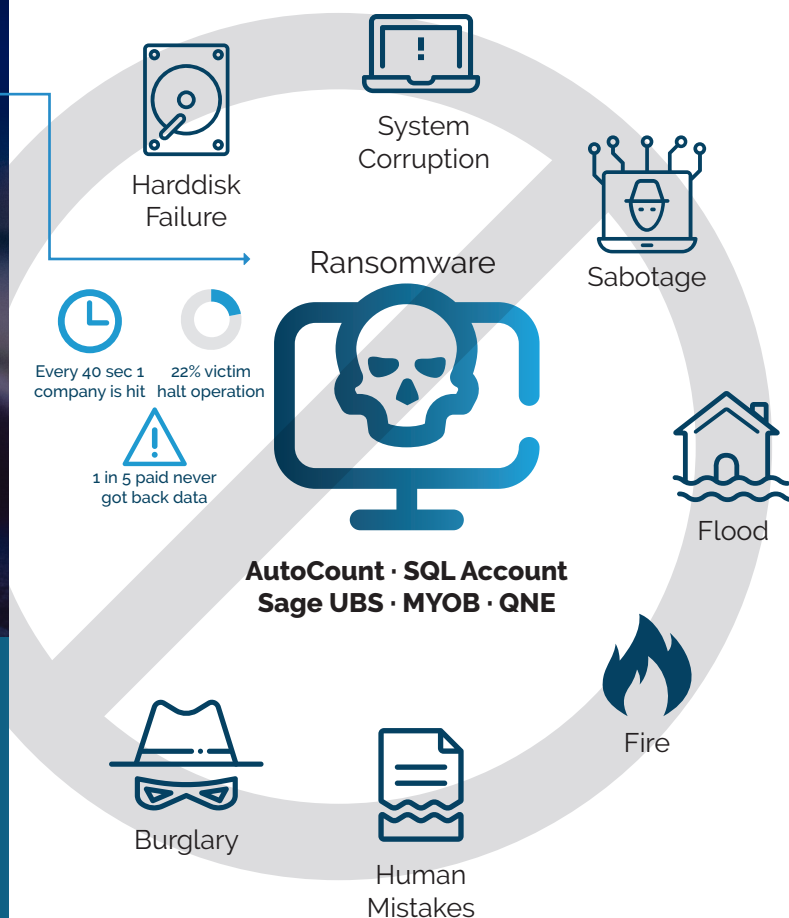 Harddisk
Failure
System
Corruption
Sabotage
Ransomware
Every 40 sec 1
company is hit
22% victim
halt operation
1 in 5 paid never
got back data
Flood
AutoCount · SQL Account
Sage UBS · MYOB · QNE
Fire
Burglary
Human
Mistakes